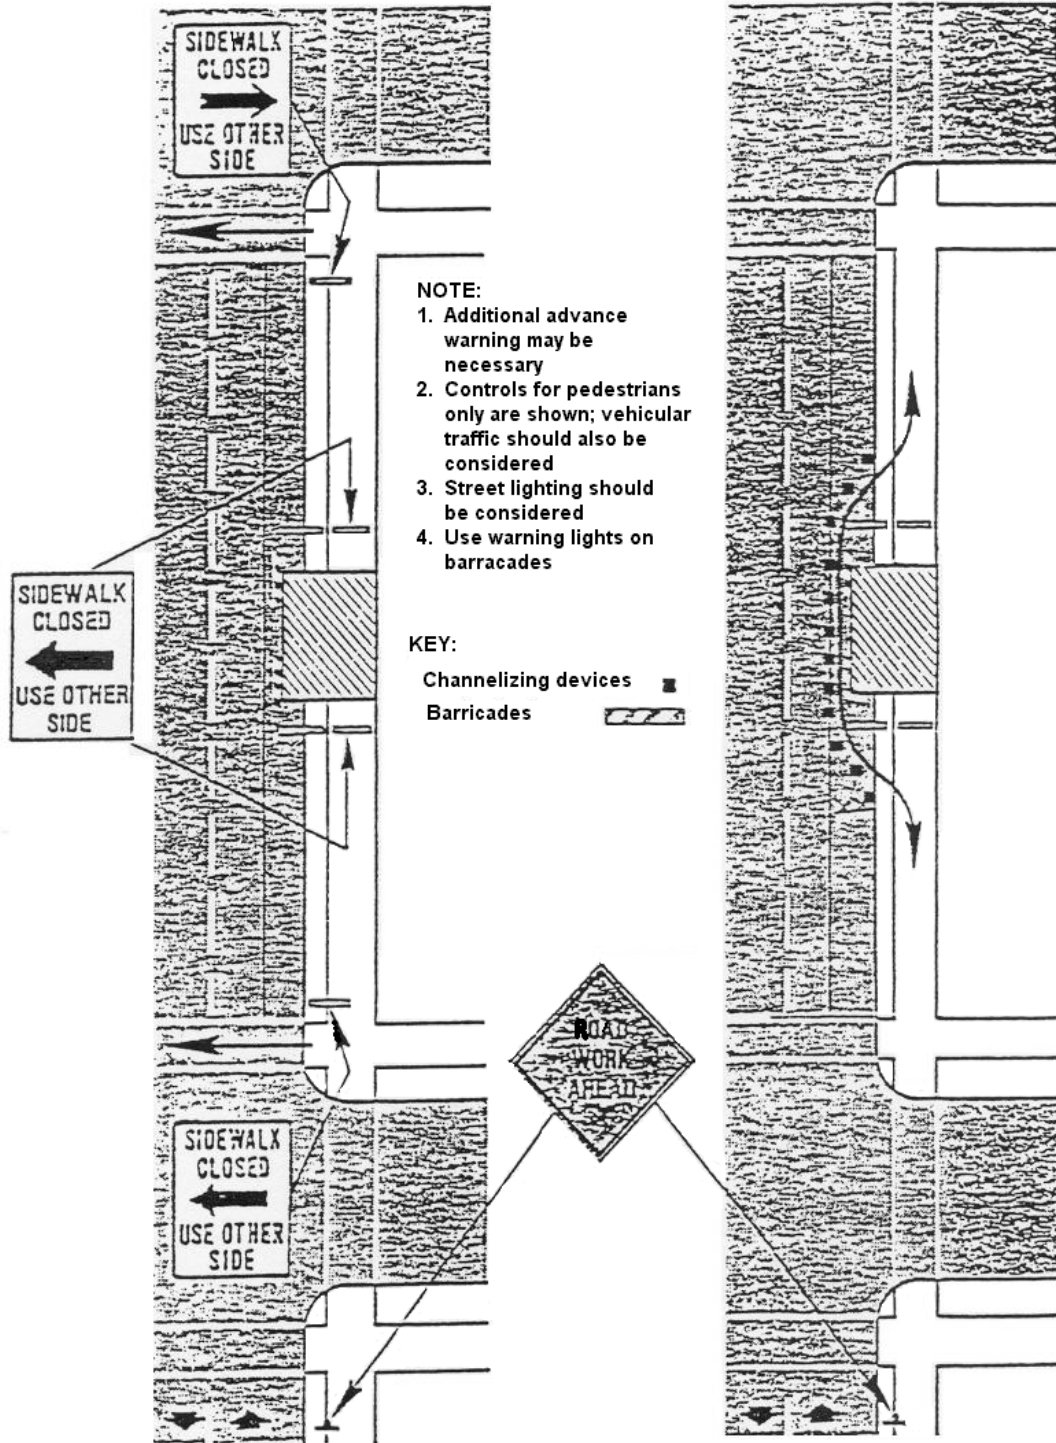 SIDEWALK
CLOSED
USE OTHER
SIDE
NOTE:
1. Additional advance
warning may be
necessary
2. Controls for pedestrians
only are shown; vehicular
traffic should also be
considered
3. Street lighting should
be considered
4. Use warning lights on
barracades
SIDEWALK
CLOSED
USE OTHER
SIDE
KEY:
Channelizing devices
Barricades
ROAD
WORK
AHEAD
SIDEWALK
CLOSED
USE OTHER
SIDE